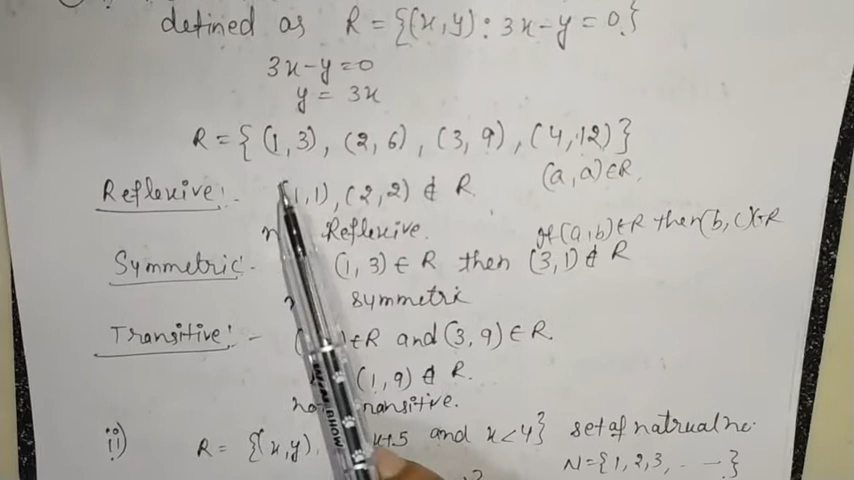 defined as R = {(x, y) : 3x - y = 0.}
3x - y = 0
y = 3x
R = { (1, 3), (2, 6), (3, 9), (4, 12) }
(a, a) ∈ R
Reflexive! - (1, 1), (2, 2) ∉ R.
Reflexive.
If (a, b) ∈ R then (b, c) ∈ R
Symmetric - (1, 3) ∈ R then (3, 1) ∉ R
symmetric
Transitive! - ∈ R and (3, 9) ∈ R.
(1, 9) ∉ R.
transitive.
ii) R = {(x, y) x+5 and x < 4} set of natrual no.
N = {1, 2, 3, - - - }